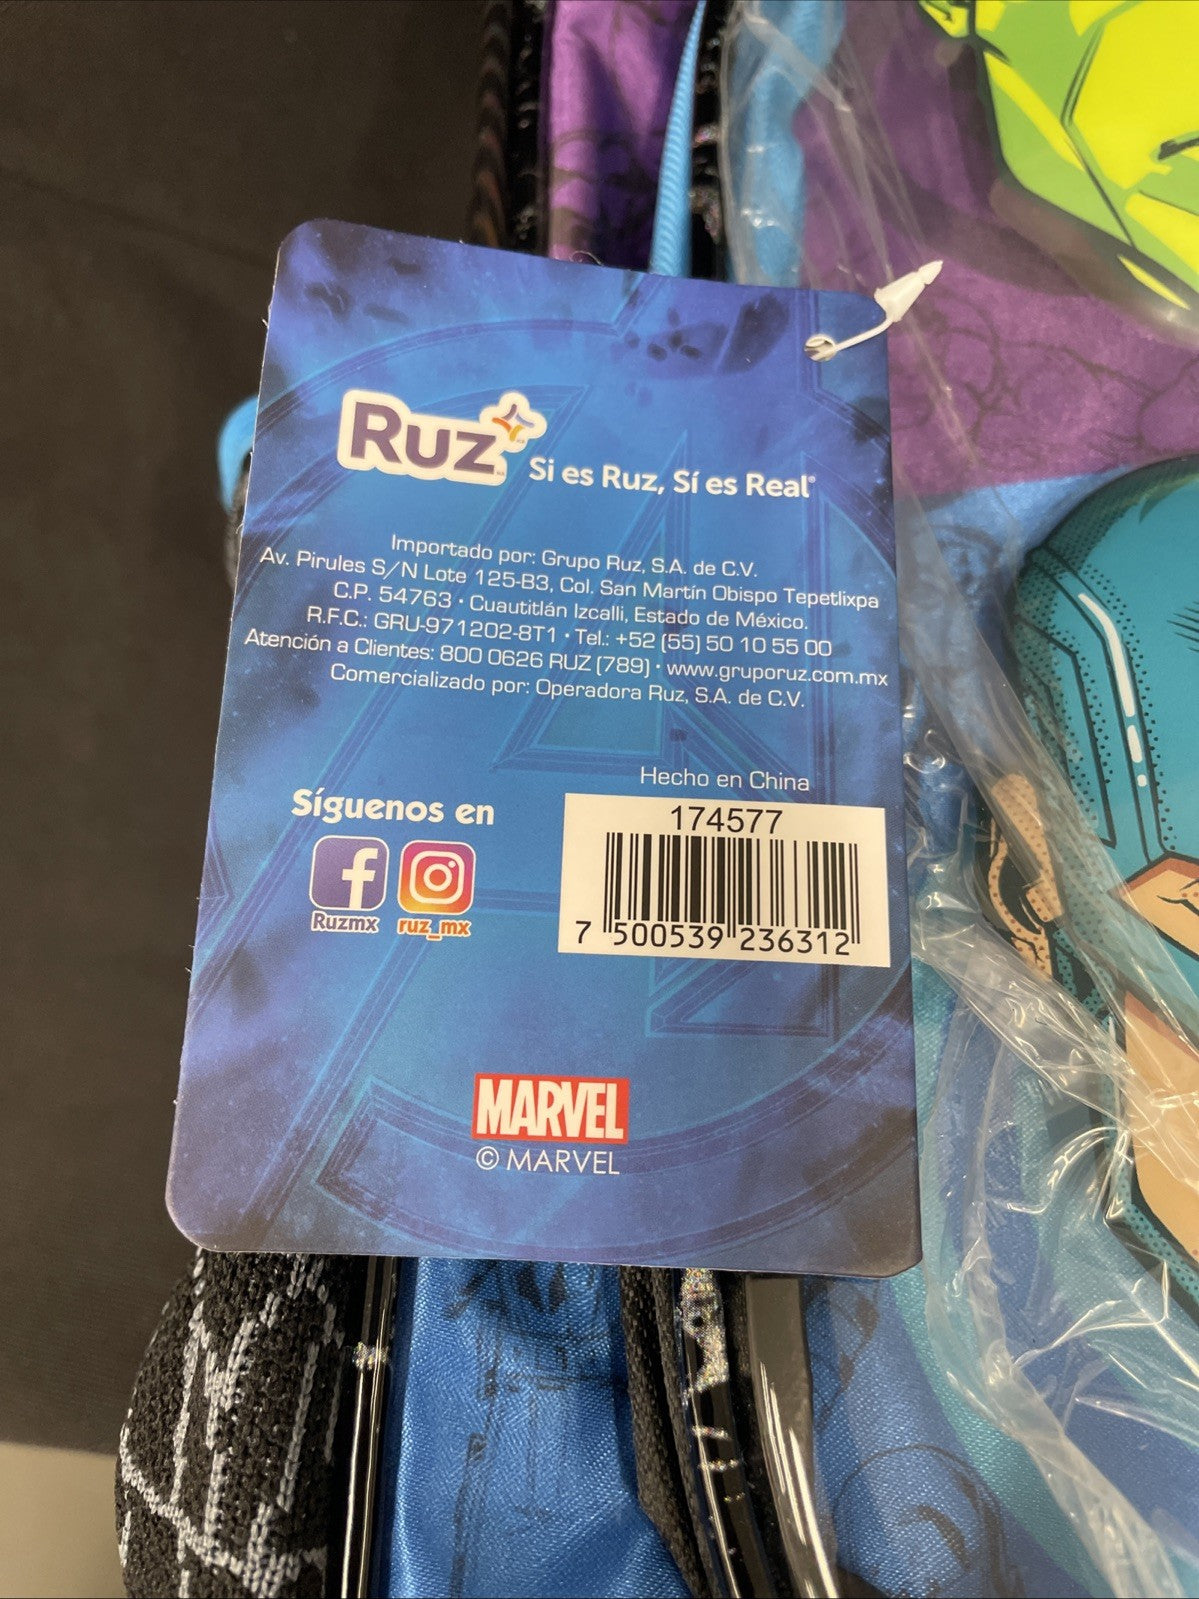 Ruz
Si es Ruz, Sí es Real®
Importado por: Grupo Ruz, S.A. de C.V.
Av. Pirules S/N Lote 125-B3, Col. San Martín Obispo Tepetlixpa
C.P. 54763 • Cuautitlán Izcalli, Estado de México.
R.F.C.: GRU-971202-8T1 • Tel.: +52 (55) 50 10 55 00
Atención a Clientes: 800 0626 RUZ (789) • www.gruporuz.com.mx
Comercializado por: Operadora Ruz, S.A. de C.V.
Hecho en China
Síguenos en
Ruzmx
ruz_mx
174577
7 500539 236312
MARVEL
© MARVEL